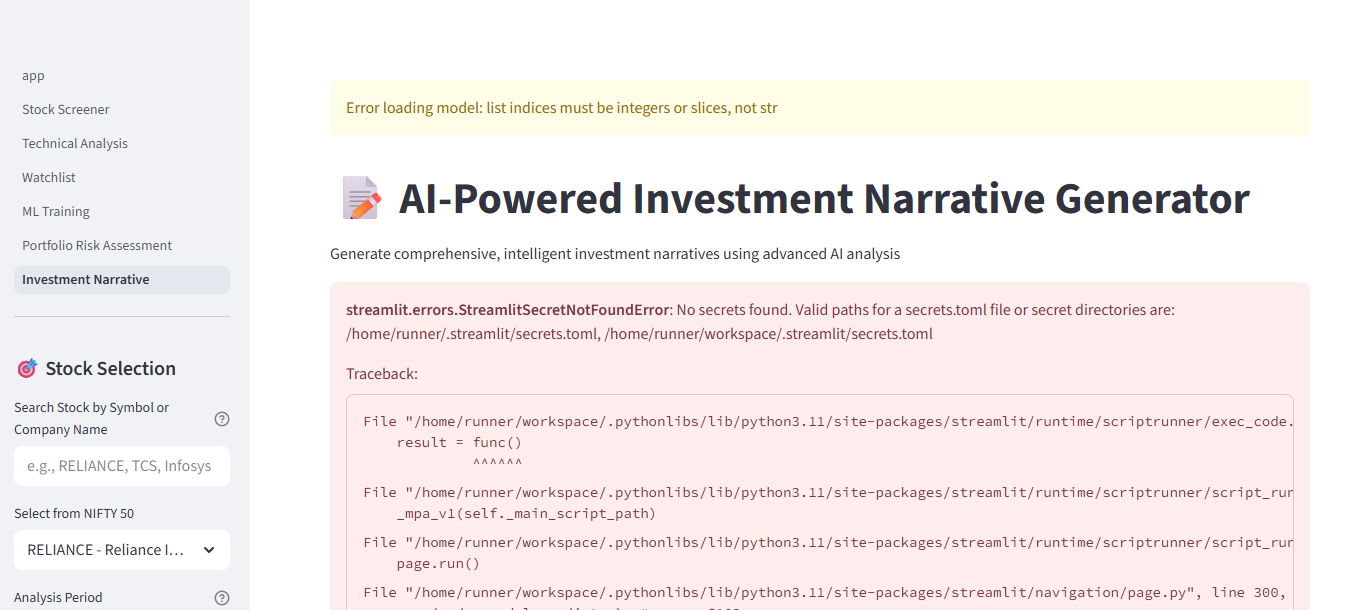 app
Stock Screener
Technical Analysis
Watchlist
ML Training
Portfolio Risk Assessment
Investment Narrative
Stock Selection
Search Stock by Symbol or
Company Name
e.g., RELIANCE, TCS, Infosys
Select from NIFTY 50
RELIANCE - Reliance I...
Analysis Period
Error loading model: list indices must be integers or slices, not str
AI-Powered Investment Narrative Generator
Generate comprehensive, intelligent investment narratives using advanced AI analysis
streamlit.errors.StreamlitSecretNotFoundError: No secrets found. Valid paths for a secrets.toml file or secret directories are:
/home/runner/.streamlit/secrets.toml, /home/runner/workspace/.streamlit/secrets.toml
Traceback:
File "/home/runner/workspace/.pythonlibs/lib/python3.11/site-packages/streamlit/runtime/scriptrunner/exec_code.
result = func()
^^^^^^
File "/home/runner/workspace/.pythonlibs/lib/python3.11/site-packages/streamlit/runtime/scriptrunner/script_run
_mpa_v1(self._main_script_path)
File "/home/runner/workspace/.pythonlibs/lib/python3.11/site-packages/streamlit/runtime/scriptrunner/script_run
page.run()
File "/home/runner/workspace/.pythonlibs/lib/python3.11/site-packages/streamlit/navigation/page.py", line 300,